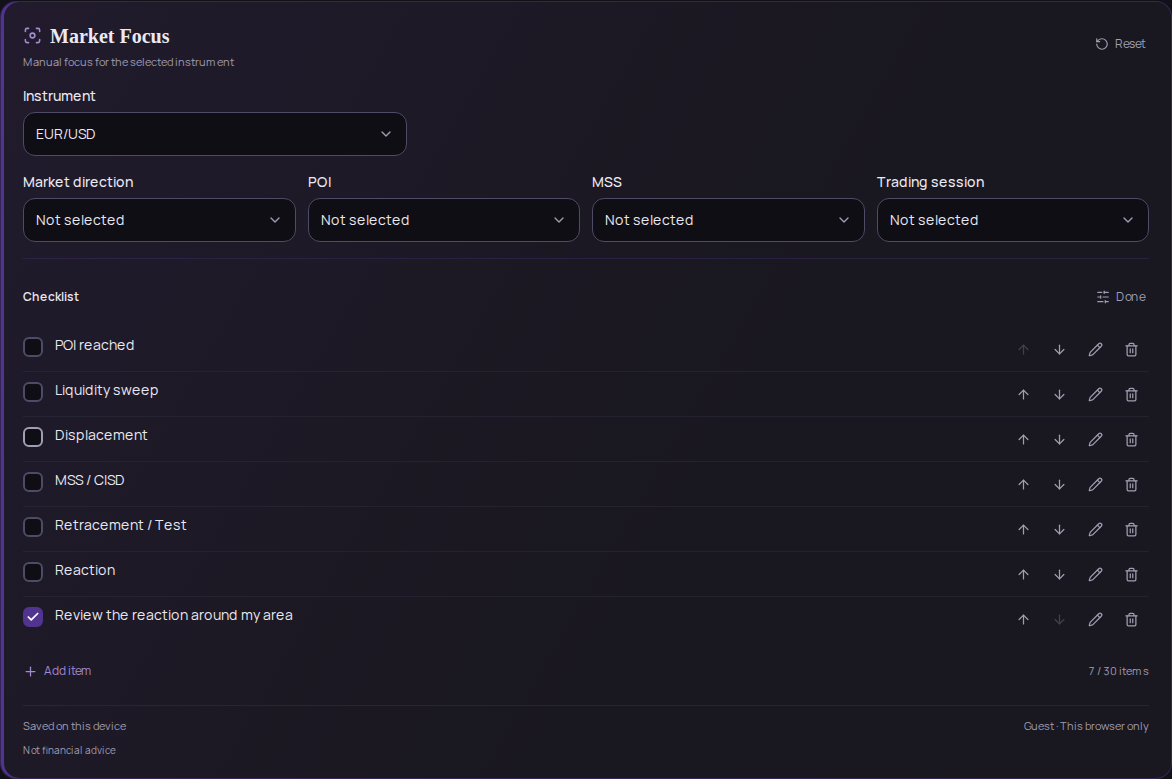 Market Focus
Manual focus for the selected instrument
Reset
Instrument
EUR/USD
Market direction
POI
MSS
Trading session
Not selected
Not selected
Not selected
Not selected
Checklist
Done
POI reached
Liquidity sweep
Displacement
MSS / CISD
Retracement / Test
Reaction
Review the reaction around my area
Add item
7 / 30 items
Saved on this device
Guest · This browser only
Not financial advice